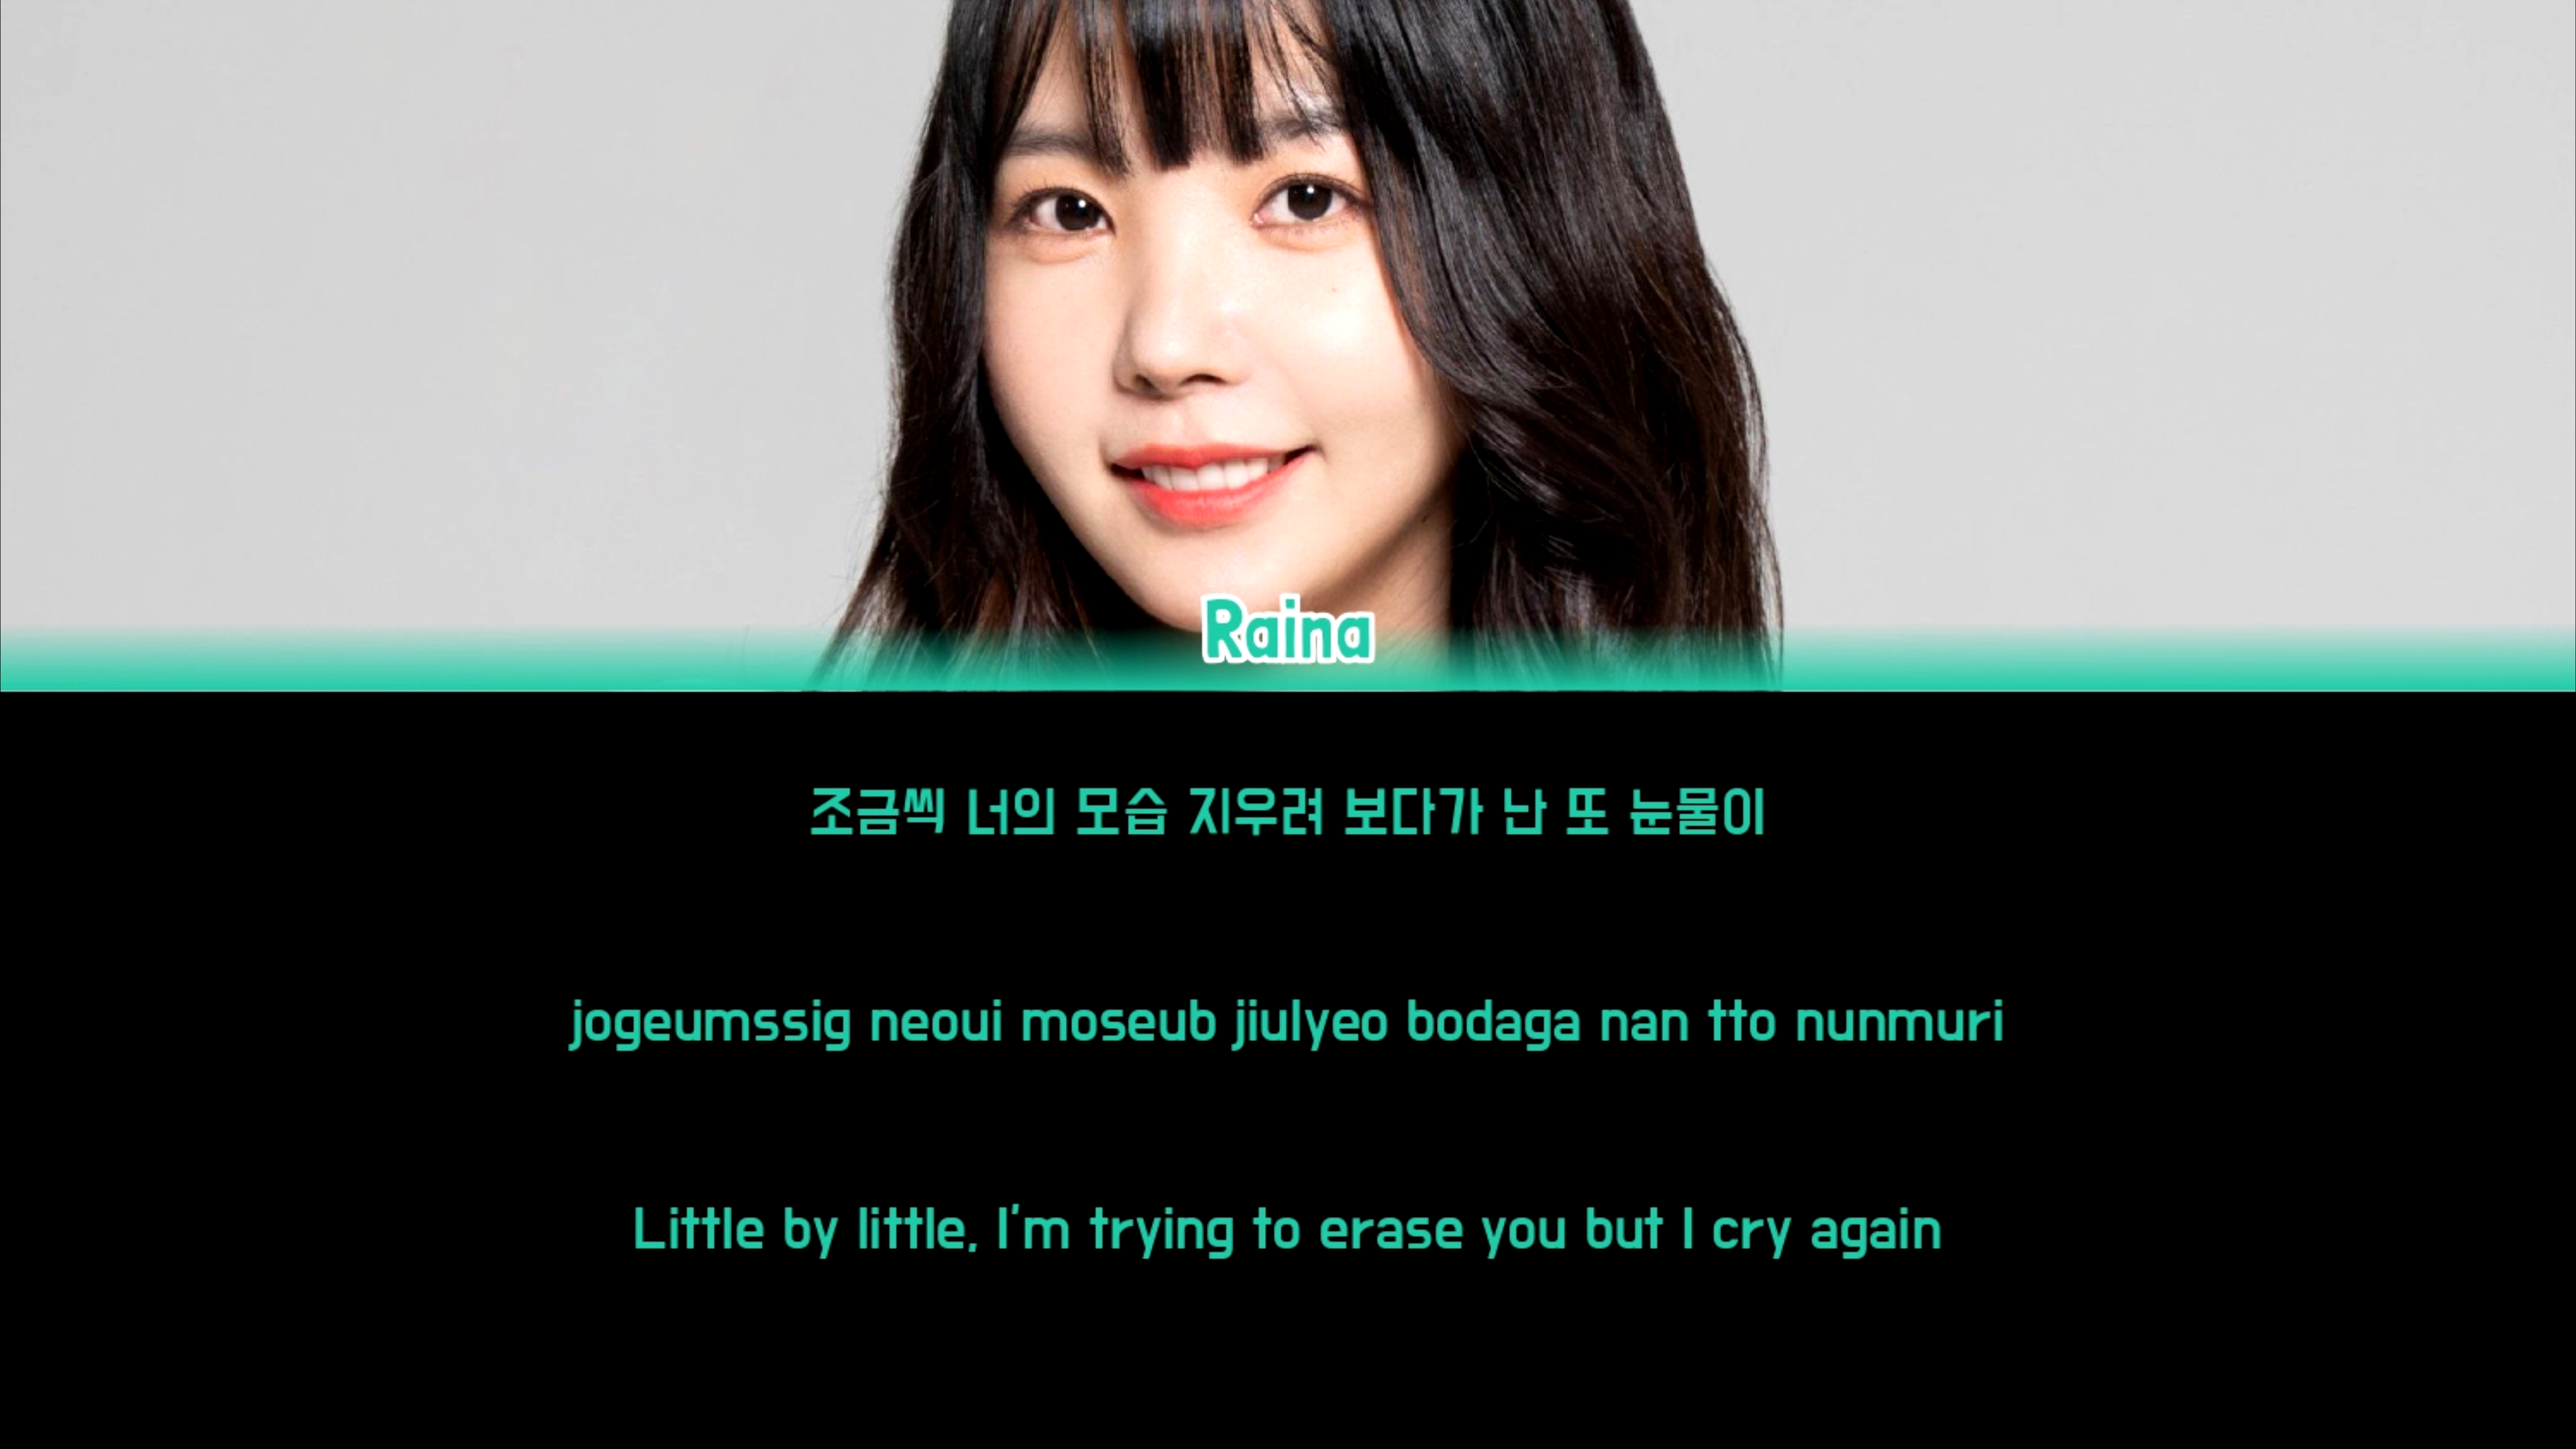 Raina
조금씩 너의 모습 지우려 보다가 난 또 눈물이
jogeumssig neoui moseub jiulyeo bodaga nan tto nunmuri
Little by little, I'm trying to erase you but I cry again